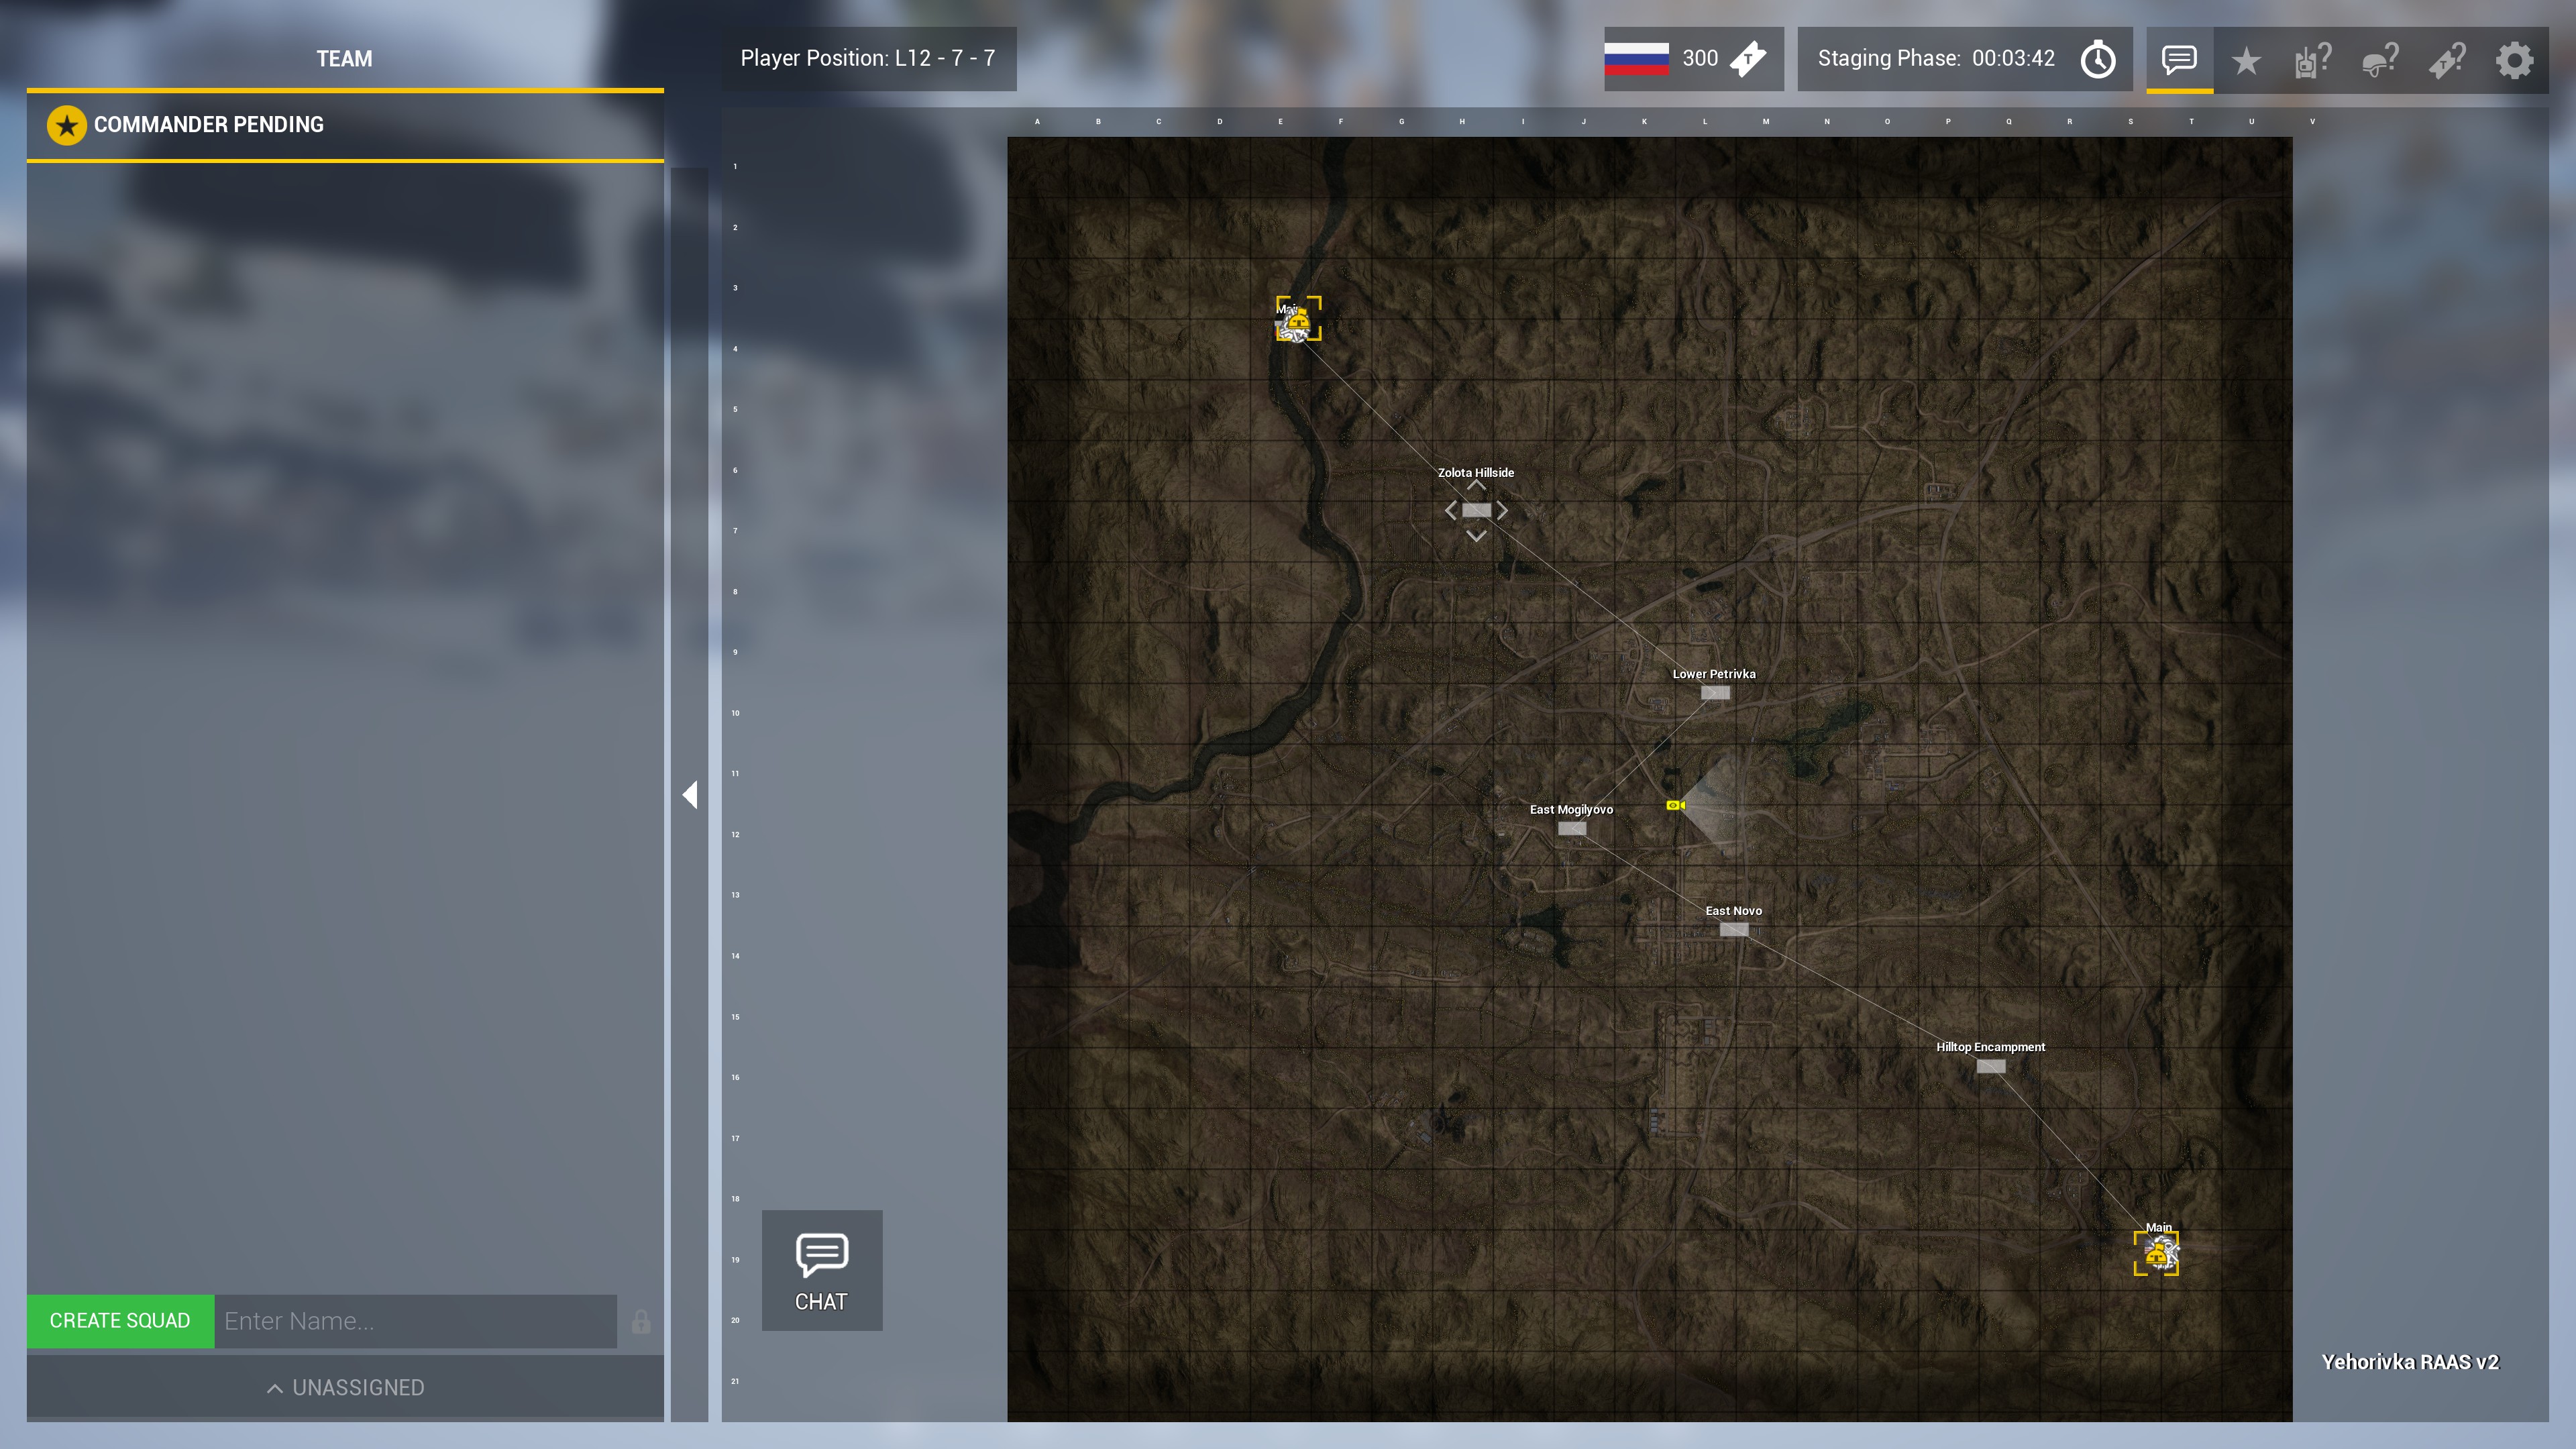 TEAM
Player Position: L12 - 7 - 7
300
T
Staging Phase: 00:03:42
COMMANDER PENDING
A B C D E F G H I J K L M N O P Q R S T U V
1
2
3
Main
4
5
6
Zolota Hillside
7
8
9
Lower Petrivka
10
11
East Mogilyovo
12
13
East Novo
14
15
Hilltop Encampment
16
17
18
Main
19
CHAT
20
CREATE SQUAD
Enter Name...
Yehorivka RAAS v2
21
UNASSIGNED